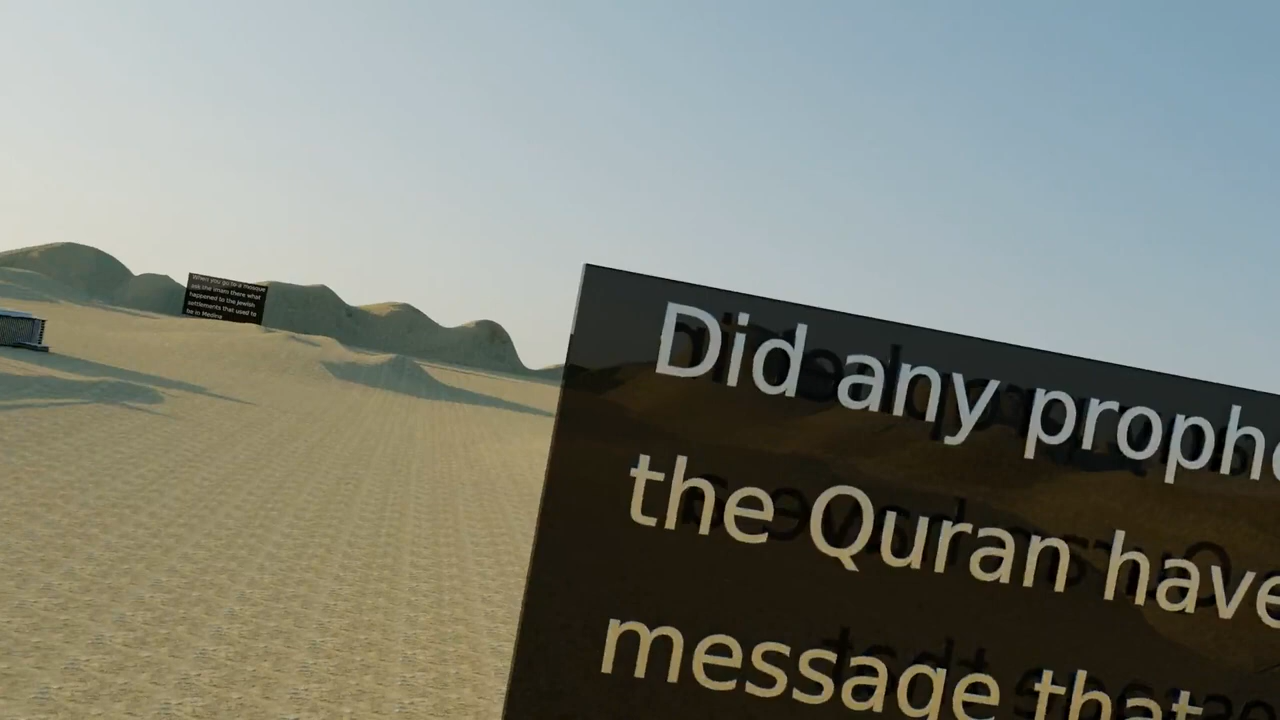 When you go to a mosque
ask the imam there what
happened to the jewish
settlements that used to
be in Medina
Did any prophe
the Quran have
message that